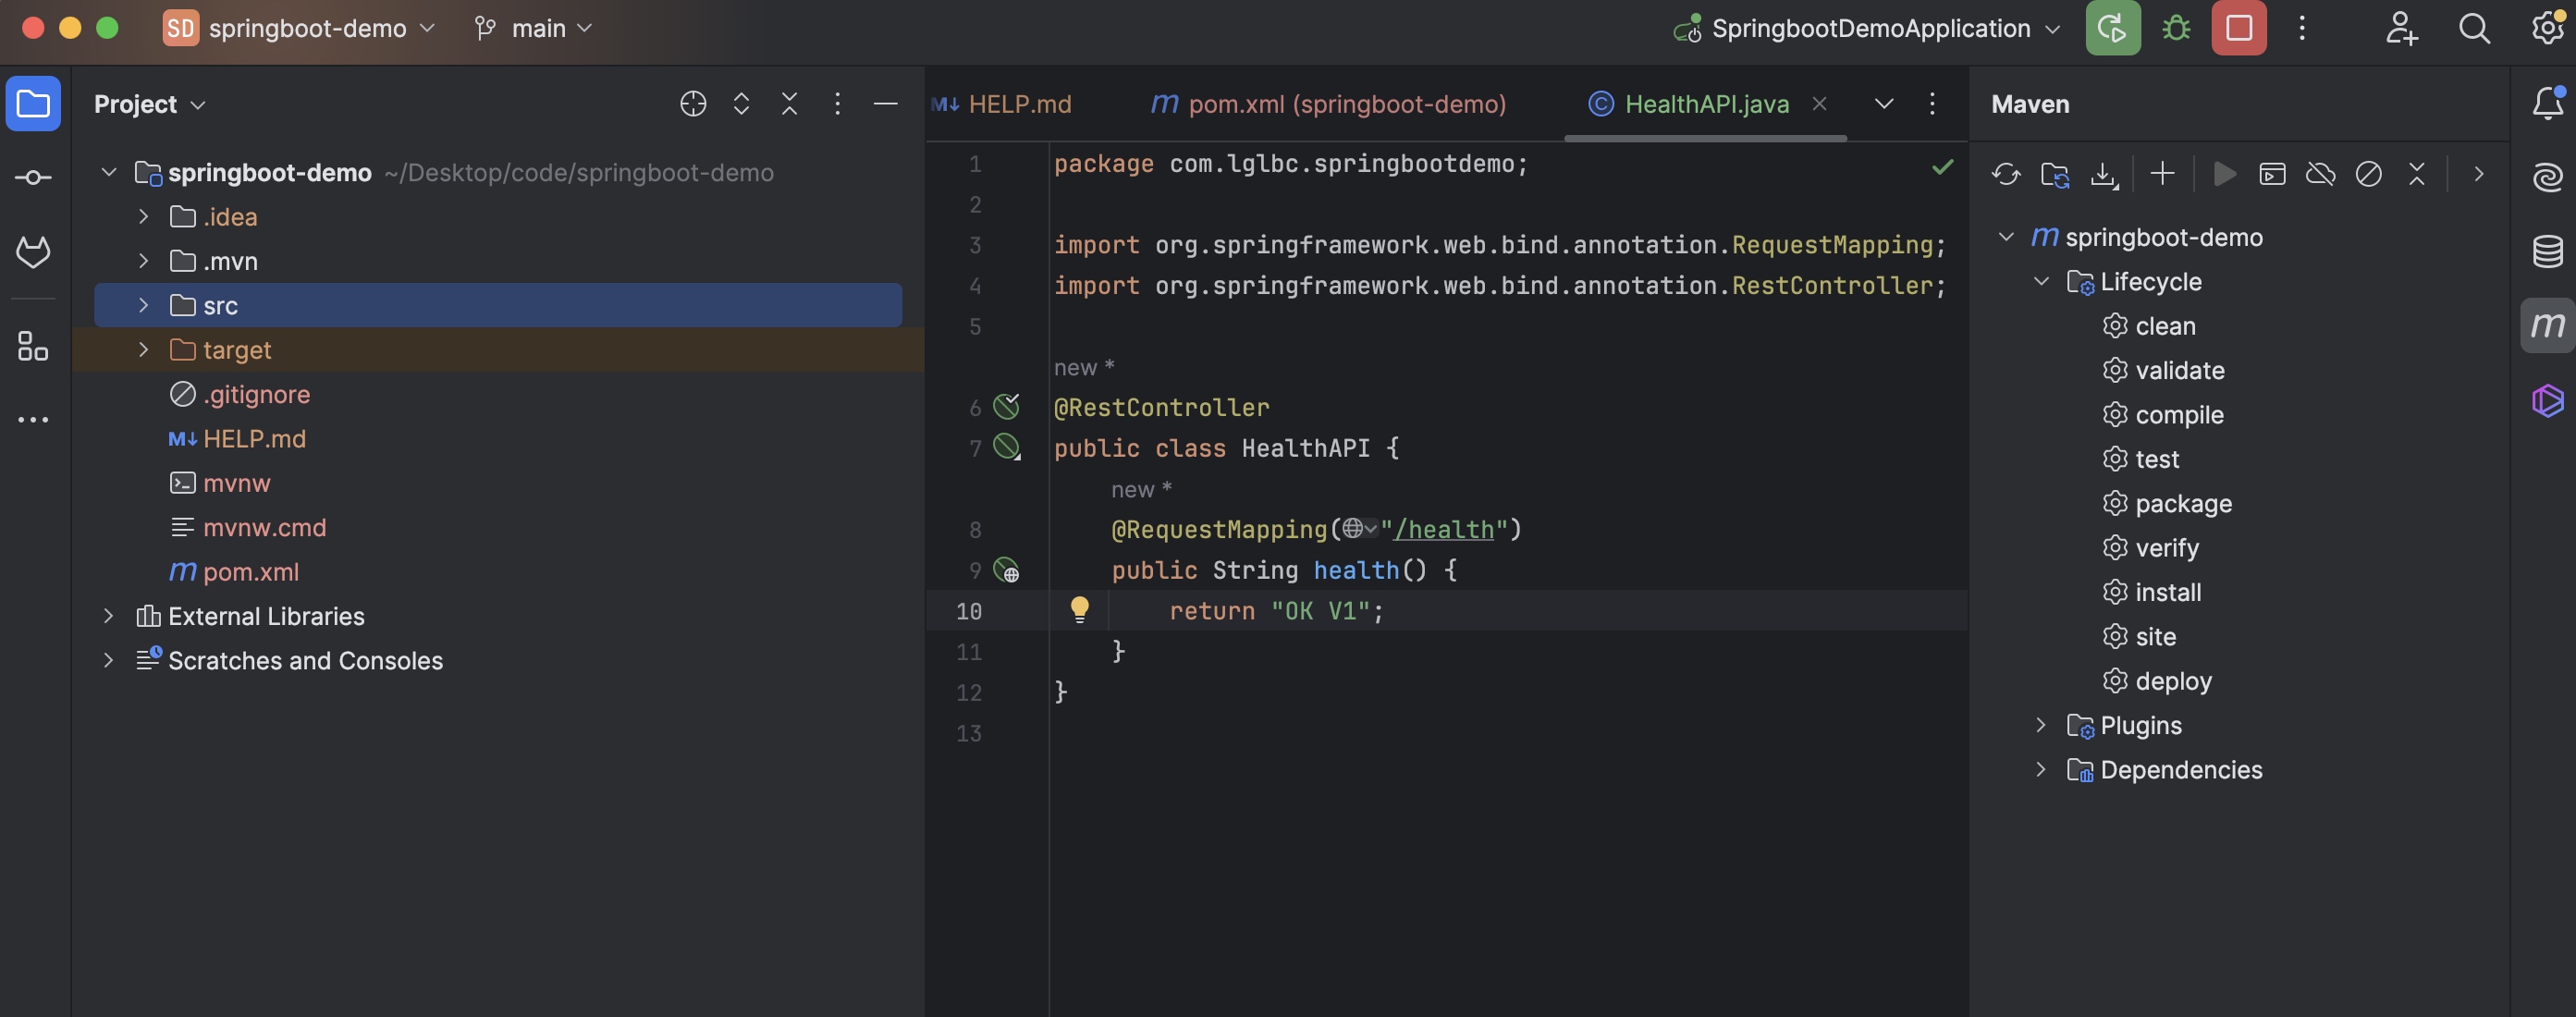 SD springboot-demo main SpringbootDemoApplication
Project
springboot-demo ~/Desktop/code/springboot-demo
.idea
.mvn
src
target
.gitignore
M↓ HELP.md
mvnw
mvnw.cmd
m pom.xml
External Libraries
Scratches and Consoles
M↓ HELP.md m pom.xml (springboot-demo) © HealthAPI.java
1 package com.lglbc.springbootdemo;
2
3 import org.springframework.web.bind.annotation.RequestMapping;
4 import org.springframework.web.bind.annotation.RestController;
5
new *
6 @RestController
7 public class HealthAPI {
new *
8 @RequestMapping("/health")
9 public String health() {
10 return "OK V1";
11 }
12 }
13
Maven
m springboot-demo
Lifecycle
clean
validate
compile
test
package
verify
install
site
deploy
Plugins
Dependencies
m